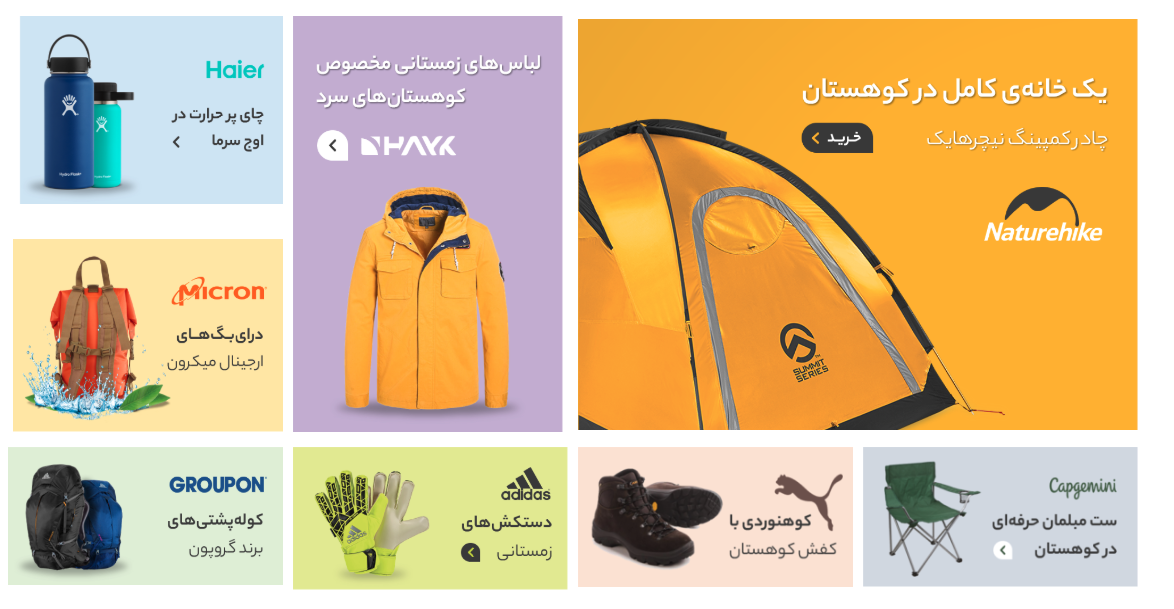 یک خانه‌ی کامل در کوهستان
چادر کمپینگ نیچرهایک
خرید
Naturehike
SUMMIT
SERIES
لباس‌های زمستانی مخصوص
کوهستان‌های سرد
HAYK
Haier
چای پر حرارت در
اوج سرما
Hydro Flask
Micron
درای‌بگ‌هـای
ارجینال میکرون
Capgemini
ست مبلمان حرفه‌ای
در کوهستان
کوهنوردی با
کفش کوهستان
adidas
دستکش‌های
زمستانی
adidas
GROUPON
کوله‌پشتی‌های
برند گروپون